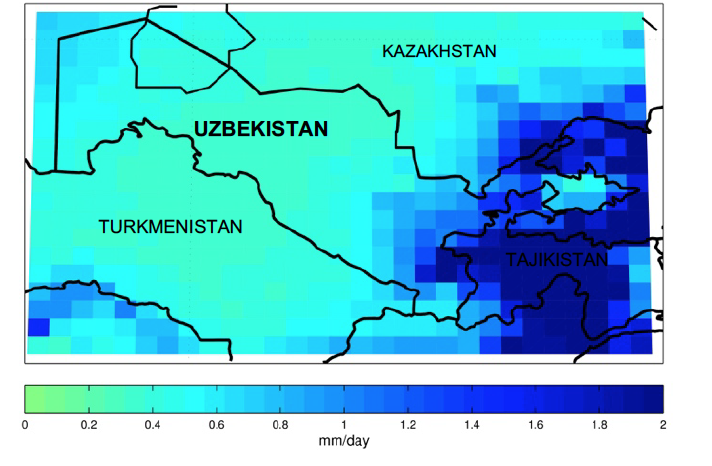 KAZAKHSTAN
UZBEKISTAN
TURKMENISTAN
TAJIKISTAN
0 0.2 0.4 0.6 0.8 1 1.2 1.4 1.6 1.8 2
mm/day